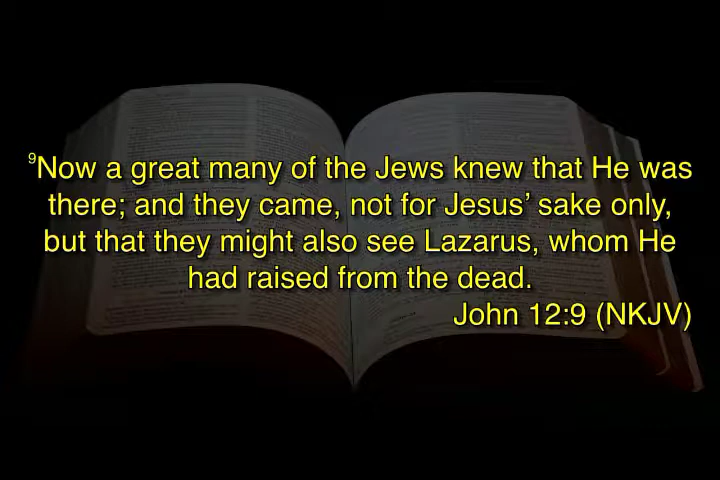 ⁹Now a great many of the Jews knew that He was
there; and they came, not for Jesus’ sake only,
but that they might also see Lazarus, whom He
had raised from the dead.
John 12:9 (NKJV)